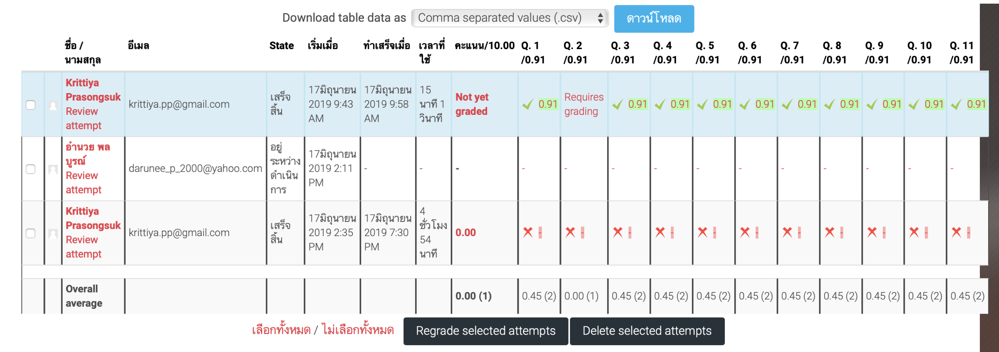 Download table data as Comma separated values (.csv) ดาวน์โหลด
ชื่อ / นามสกุล อีเมล State เริ่มเมื่อ ทำเสร็จเมื่อ เวลาที่ใช้ คะแนน/10.00 Q. 1 /0.91 Q. 2 /0.91 Q. 3 /0.91 Q. 4 /0.91 Q. 5 /0.91 Q. 6 /0.91 Q. 7 /0.91 Q. 8 /0.91 Q. 9 /0.91 Q. 10 /0.91 Q. 11 /0.91
Krittiya Prasongsuk Review attempt krittiya.pp@gmail.com เสร็จสิ้น 17มิถุนายน 2019 9:43 AM 17มิถุนายน 2019 9:58 AM 15 นาที 1 วินาที Not yet graded 0.91 Requires grading 0.91 0.91 0.91 0.91 0.91 0.91 0.91 0.91 0.91
อำนวย พลบูรณ์ Review attempt darunee_p_2000@yahoo.com อยู่ระหว่างดำเนินการ 17มิถุนายน 2019 2:11 PM - - - - - - - - - - - - - -
Krittiya Prasongsuk Review attempt krittiya.pp@gmail.com เสร็จสิ้น 17มิถุนายน 2019 2:35 PM 17มิถุนายน 2019 7:30 PM 4 ชั่วโมง 54 นาที 0.00 - - - - - - - - - - -
Overall average 0.00 (1) 0.45 (2) 0.00 (1) 0.45 (2) 0.45 (2) 0.45 (2) 0.45 (2) 0.45 (2) 0.45 (2) 0.45 (2) 0.45 (2) 0.45 (2)
เลือกทั้งหมด / ไม่เลือกทั้งหมด Regrade selected attempts Delete selected attempts